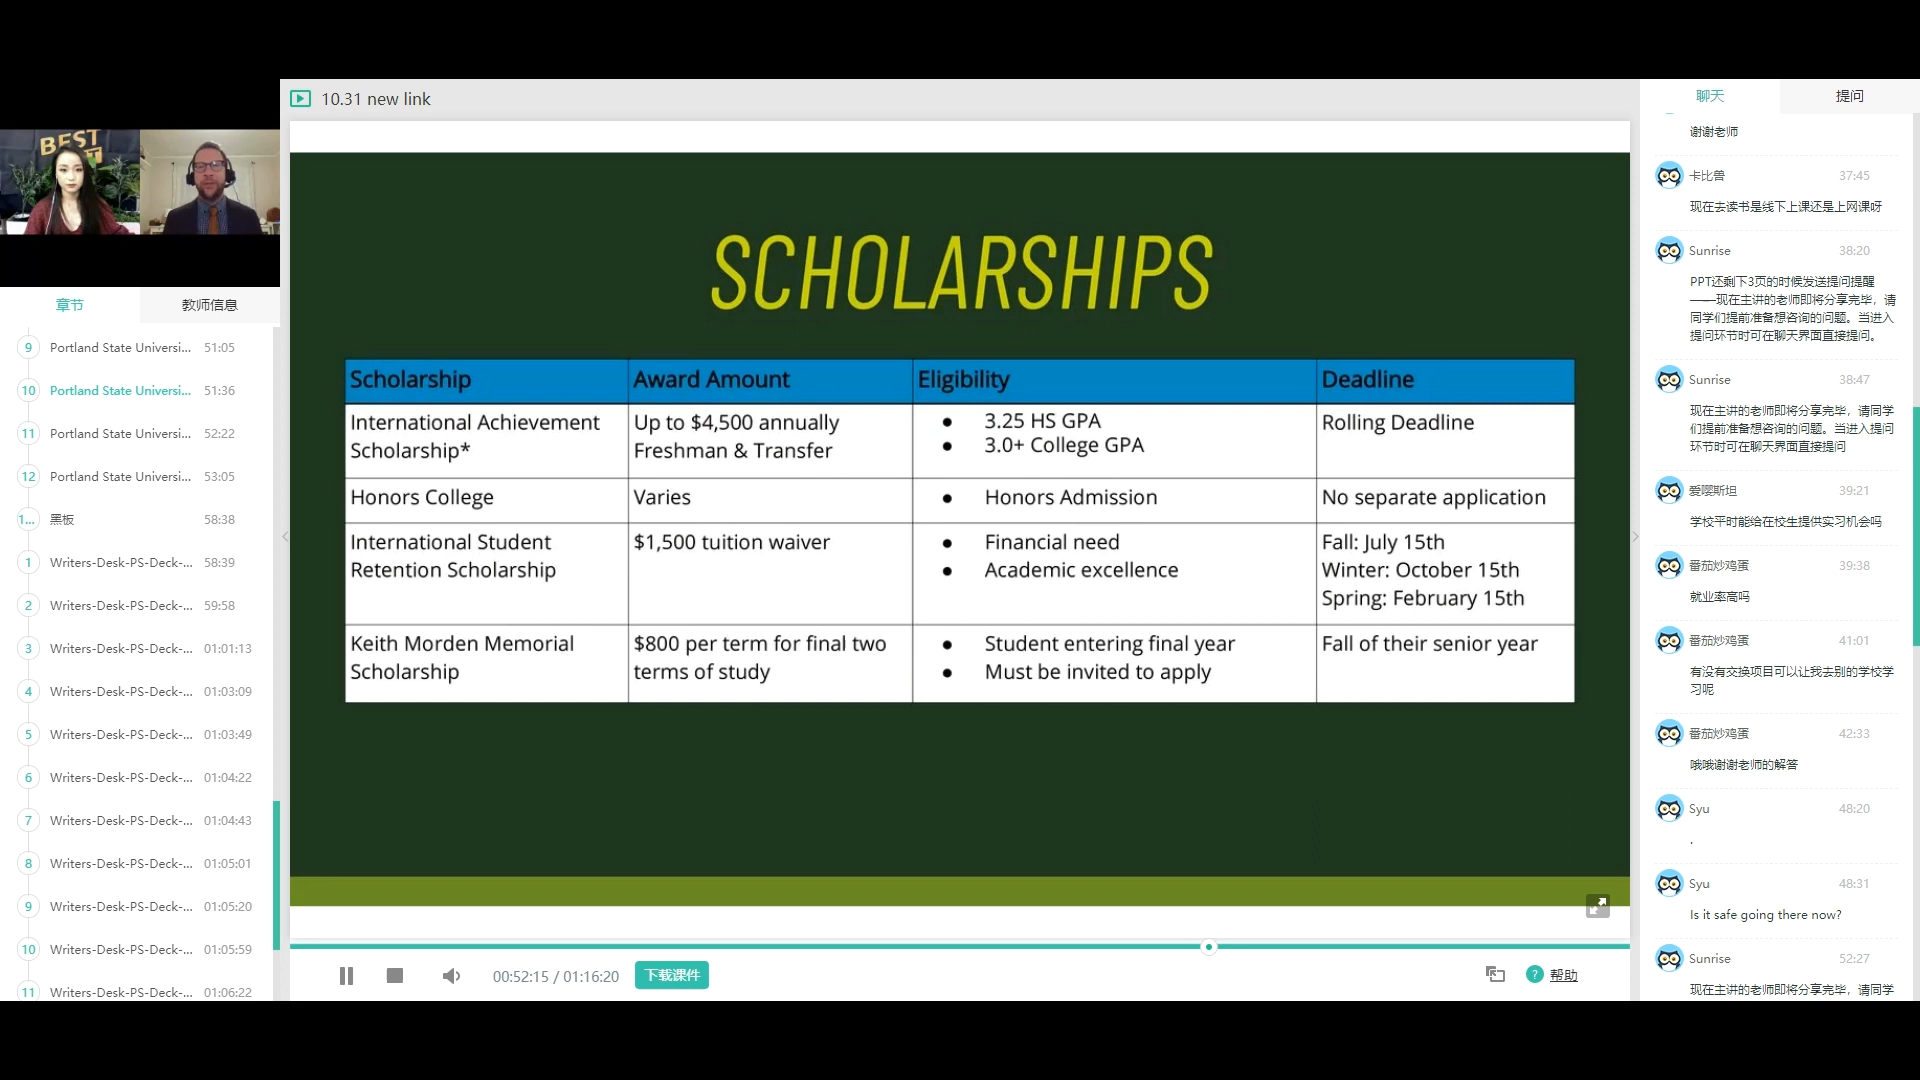 10.31 new link
BEST
章节
教师信息
9 Portland State Universi... 51:05
10 Portland State Universi... 51:36
11 Portland State Universi... 52:22
12 Portland State Universi... 53:05
1... 黑板 58:38
1 Writers-Desk-PS-Deck-... 58:39
2 Writers-Desk-PS-Deck-... 59:58
3 Writers-Desk-PS-Deck-... 01:01:13
4 Writers-Desk-PS-Deck-... 01:03:09
5 Writers-Desk-PS-Deck-... 01:03:49
6 Writers-Desk-PS-Deck-... 01:04:22
7 Writers-Desk-PS-Deck-... 01:04:43
8 Writers-Desk-PS-Deck-... 01:05:01
9 Writers-Desk-PS-Deck-... 01:05:20
10 Writers-Desk-PS-Deck-... 01:05:59
11 Writers-Desk-PS-Deck-... 01:06:22
SCHOLARSHIPS
Scholarship Award Amount Eligibility Deadline
International Achievement Scholarship* Up to $4,500 annually Freshman & Transfer ● 3.25 HS GPA ● 3.0+ College GPA Rolling Deadline
Honors College Varies ● Honors Admission No separate application
International Student Retention Scholarship $1,500 tuition waiver ● Financial need ● Academic excellence Fall: July 15th Winter: October 15th Spring: February 15th
Keith Morden Memorial Scholarship $800 per term for final two terms of study ● Student entering final year ● Must be invited to apply Fall of their senior year
00:52:15 / 01:16:20
下载课件
? 帮助
聊天
提问
谢谢老师
卡比兽 37:45
现在去读书是线下上课还是上网课呀
Sunrise 38:20
PPT还剩下3页的时候发送提问提醒
——现在主讲的老师即将分享完毕，请
同学们提前准备想咨询的问题。当进入
提问环节时可在聊天界面直接提问。
Sunrise 38:47
现在主讲的老师即将分享完毕，请同学
们提前准备想咨询的问题。当进入提问
环节时可在聊天界面直接提问
爱嘤斯坦 39:21
学校平时能给在校生提供实习机会吗
番茄炒鸡蛋 39:38
就业率高吗
番茄炒鸡蛋 41:01
有没有交换项目可以让我去别的学校学
习呢
番茄炒鸡蛋 42:33
哦哦谢谢老师的解答
Syu 48:20
.
Syu 48:31
Is it safe going there now?
Sunrise 52:27
现在主讲的老师即将分享完毕，请同学